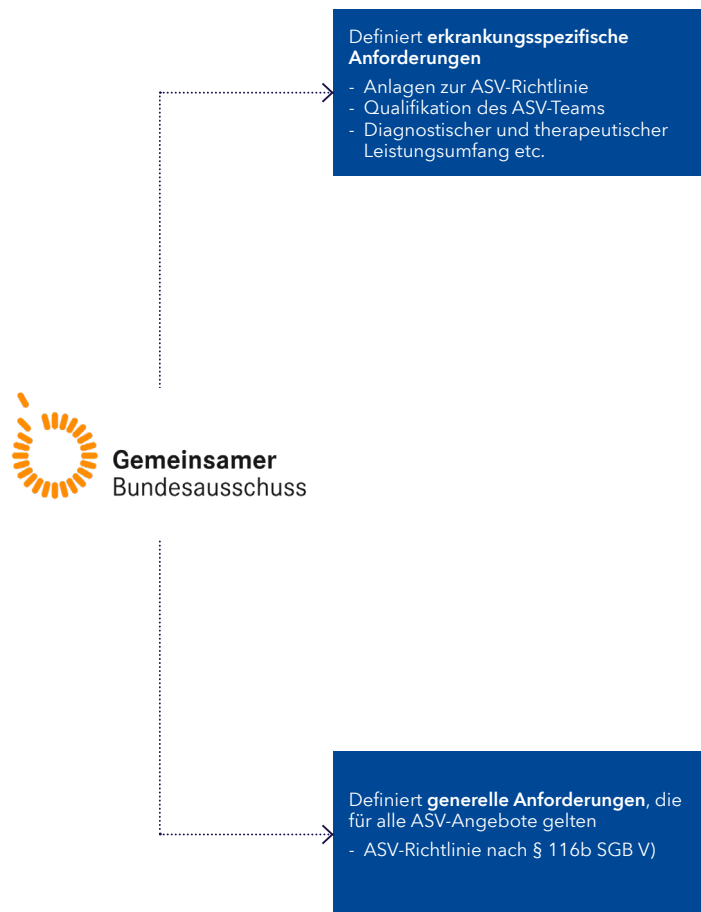 Definiert erkrankungsspezifische
Anforderungen
- Anlagen zur ASV-Richtlinie
- Qualifikation des ASV-Teams
- Diagnostischer und therapeutischer
Leistungsumfang etc.
Gemeinsamer
Bundesausschuss
Definiert generelle Anforderungen, die
für alle ASV-Angebote gelten
- ASV-Richtlinie nach § 116b SGB V)